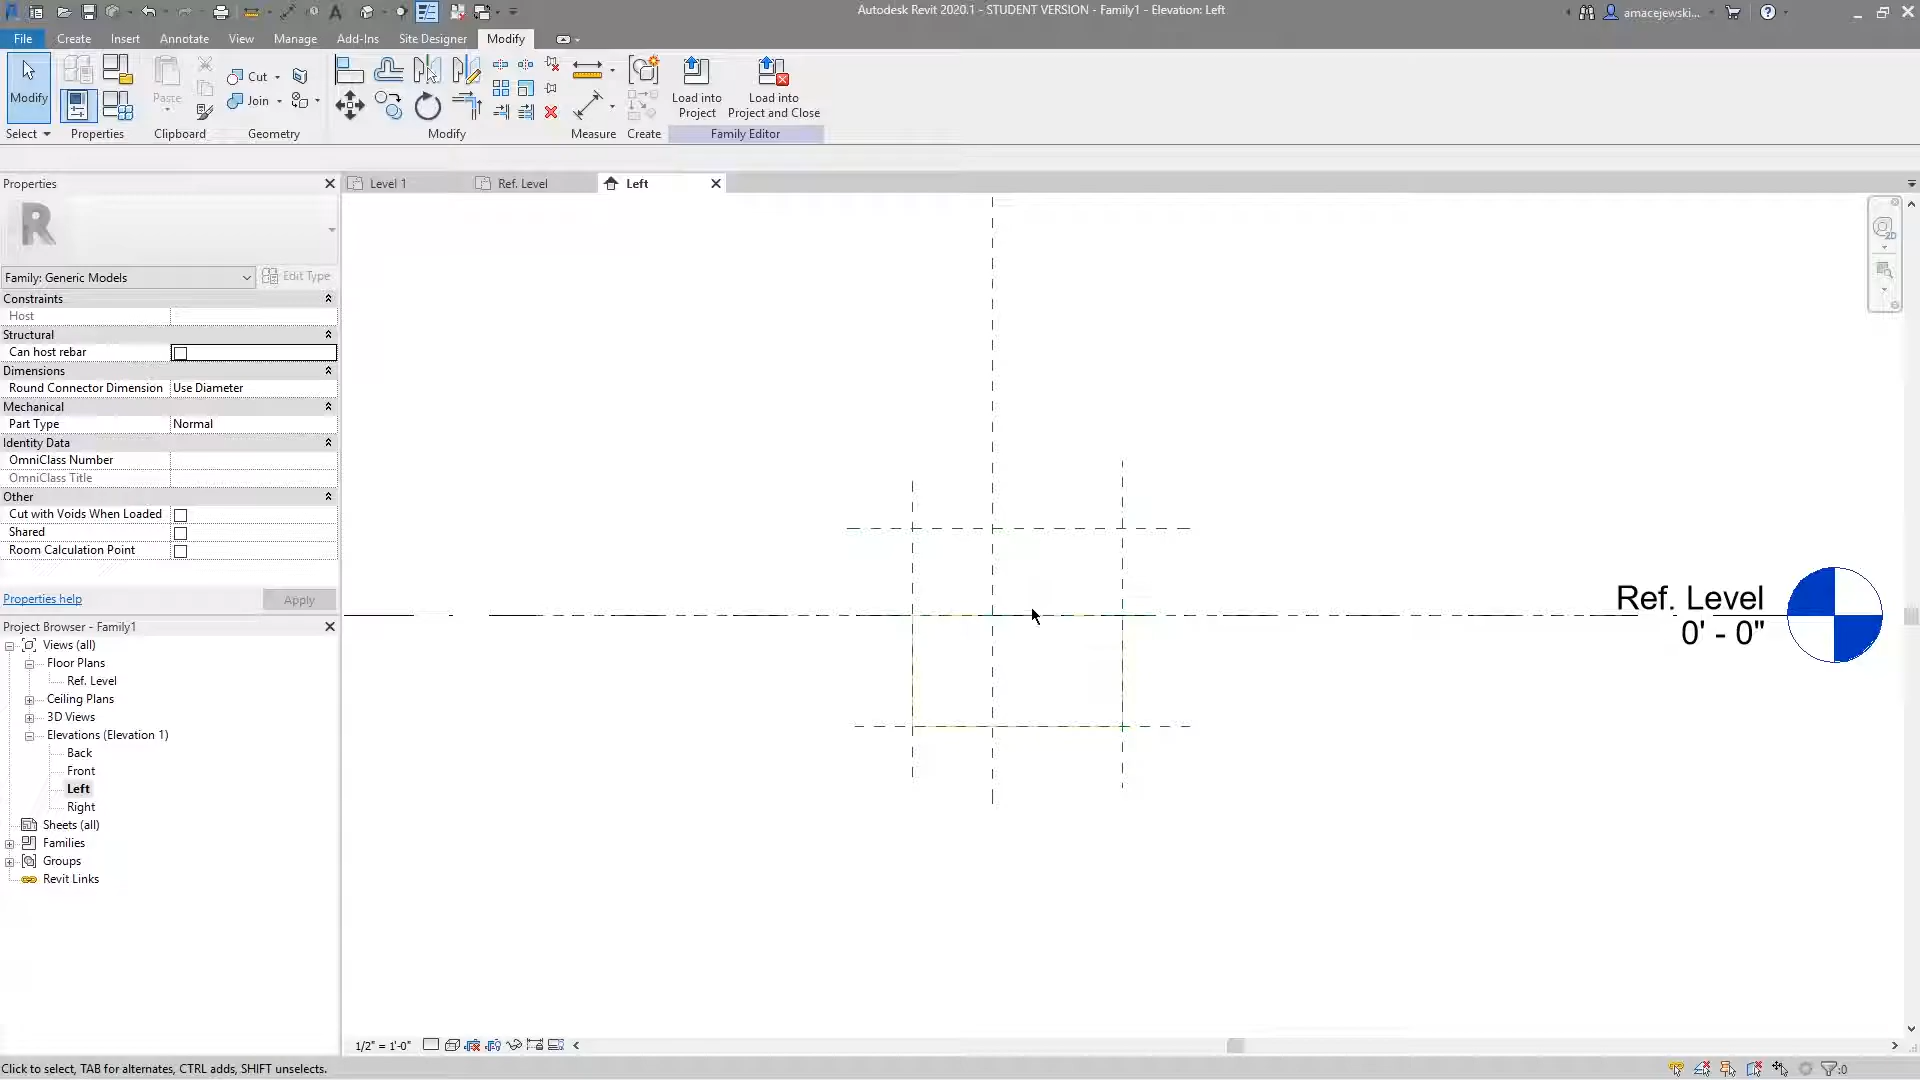 Autodesk Revit 2020.1 - STUDENT VERSION - Family1 - Elevation: Left
amacejewski...
File Create Insert Annotate View Manage Add-Ins Site Designer Modify
Modify
Paste
Cut
Join
Load into
Project
Load into
Project and Close
Select Properties Clipboard Geometry Modify Measure Create Family Editor
Properties
Level 1
Ref. Level
Left
R
Family: Generic Models
Edit Type
Constraints
Host
Structural
Can host rebar
Dimensions
Round Connector Dimension Use Diameter
Mechanical
Part Type Normal
Identity Data
OmniClass Number
OmniClass Title
Other
Cut with Voids When Loaded
Shared
Room Calculation Point
Properties help
Apply
Project Browser - Family1
Views (all)
Floor Plans
Ref. Level
Ceiling Plans
3D Views
Elevations (Elevation 1)
Back
Front
Left
Right
Sheets (all)
Families
Groups
Revit Links
Ref. Level
0' - 0"
2D
1/2" = 1'-0"
Click to select, TAB for alternates, CTRL adds, SHIFT unselects.
:0